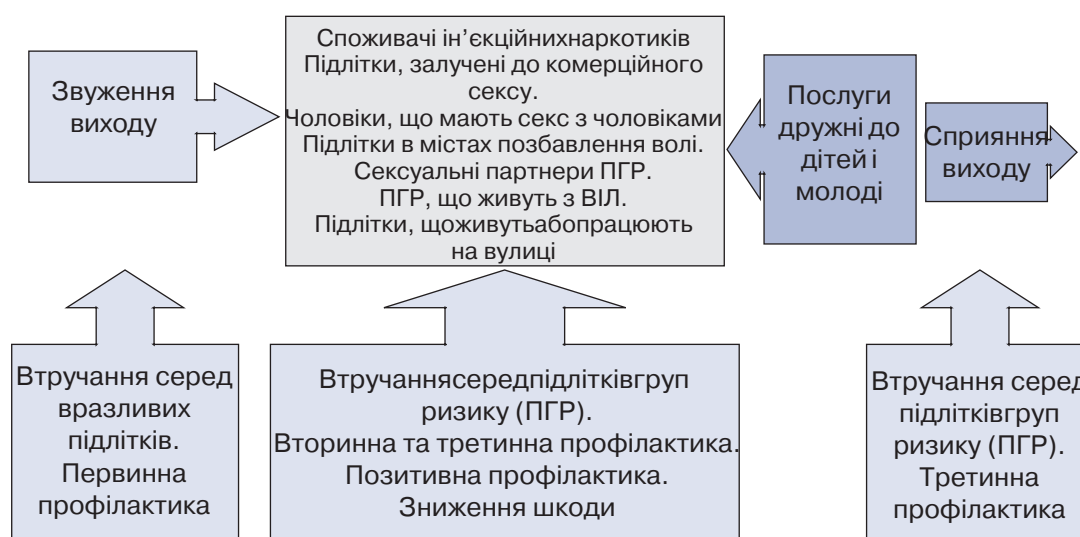 Звуження
виходу
Споживачі ін’єкційнихнаркотиків
Підлітки, залучені до комерційного
сексу.
Чоловіки, що мають секс з чоловіками
Підлітки в містах позбавлення волі.
Сексуальні партнери ПГР.
ПГР, що живуть з ВІЛ.
Підлітки, щоживутьабопрацюють
на вулиці
Послуги
дружні до
дітей і
молоді
Сприяння
виходу
Втручання серед
вразливих
підлітків.
Первинна
профілактика
Втручаннясередпідлітківгруп
ризику (ПГР).
Вторинна та третинна профілактика.
Позитивна профілактика.
Зниження шкоди
Втручання серед
підлітківгруп
ризику (ПГР).
Третинна
профілактика